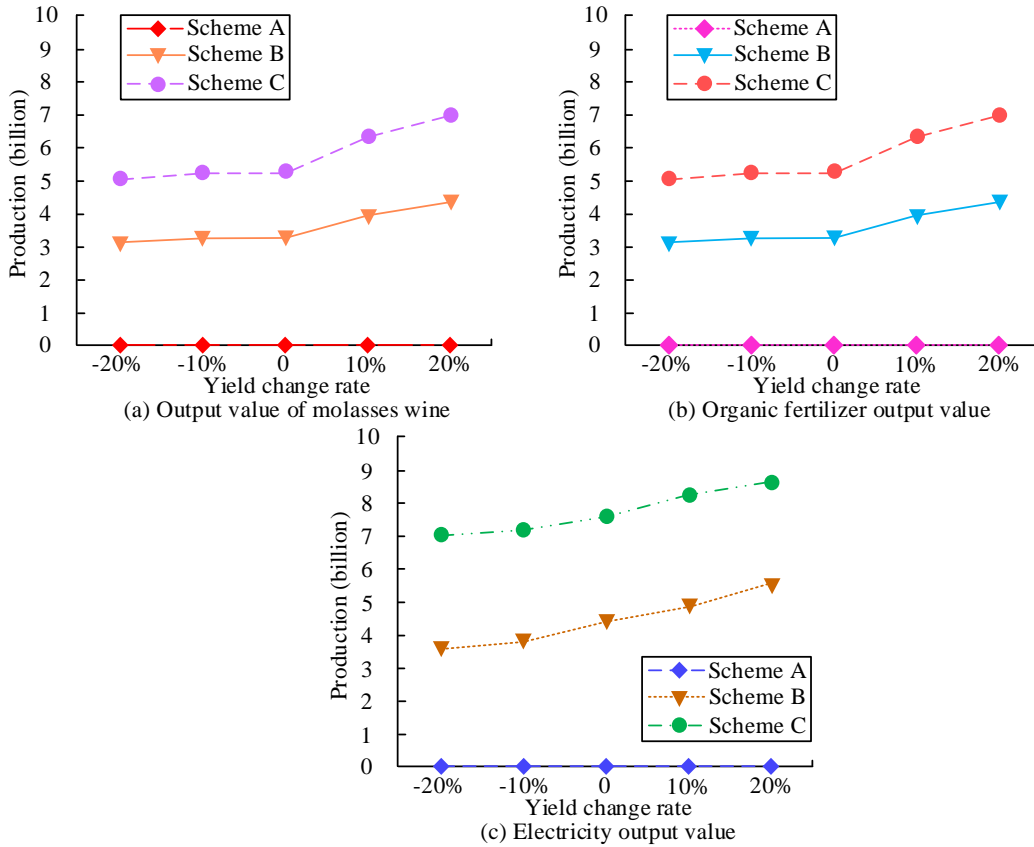 Scheme A
Scheme B
Scheme C
10
9
8
7
6
5
4
3
2
1
0
Production (billion)
-20% -10% 0 10% 20%
Yield change rate
(a) Output value of molasses wine
Scheme A
Scheme B
Scheme C
10
9
8
7
6
5
4
3
2
1
0
Production (billion)
-20% -10% 0 10% 20%
Yield change rate
(b) Organic fertilizer output value
10
9
8
7
6
5
4
3
2
1
0
Production (billion)
Scheme A
Scheme B
Scheme C
-20% -10% 0 10% 20%
Yield change rate
(c) Electricity output value